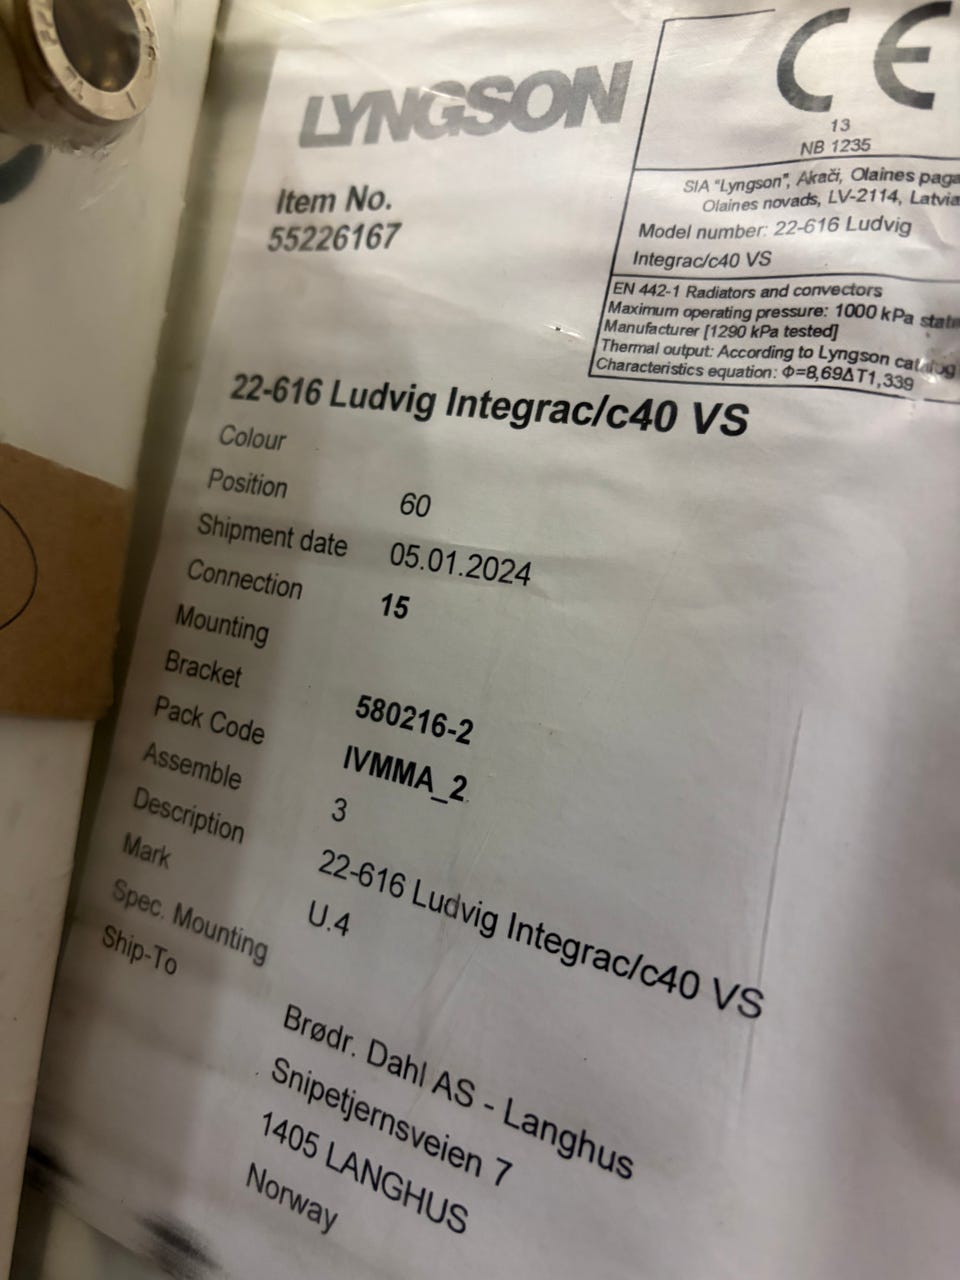 LYNGSON
Item No.
55226167
CE
13
NB 1235
SIA "Lyngson", Akači, Olaines
Olaines novads, LV-2114, Latvia
Model number: 22-616 Ludvig
Integrac/c40 VS
EN 442-1 Radiators and convectors
Maximum operating pressure: 1000 kPa
Manufacturer [1290 kPa tested]
Thermal output: According to Lyngson
Characteristics equation: Φ=8,69ΔT1,339
22-616 Ludvig Integrac/c40 VS
Colour
Position 60
Shipment date 05.01.2024
Connection 15
Mounting
Bracket 580216-2
Pack Code IVMMA_2
Assemble 3
Description 22-616 Ludvig Integrac/c40 VS
Mark U.4
Spec. Mounting
Ship-To Brødr. Dahl AS - Langhus
Snipetjernsveien 7
1405 LANGHUS
Norway